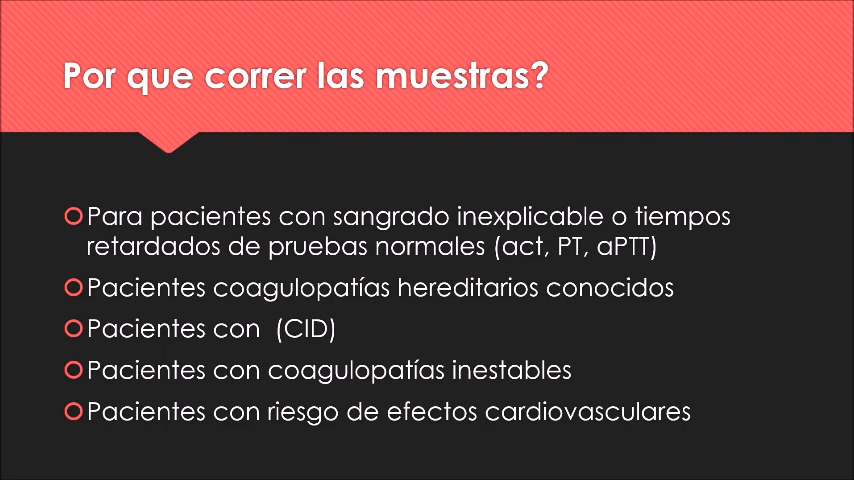 Por que correr las muestras?
Para pacientes con sangrado inexplicable o tiempos
retardados de pruebas normales (act, PT, aPTT)
Pacientes coagulopatías hereditarios conocidos
Pacientes con  (CID)
Pacientes con coagulopatías inestables
Pacientes con riesgo de efectos cardiovasculares